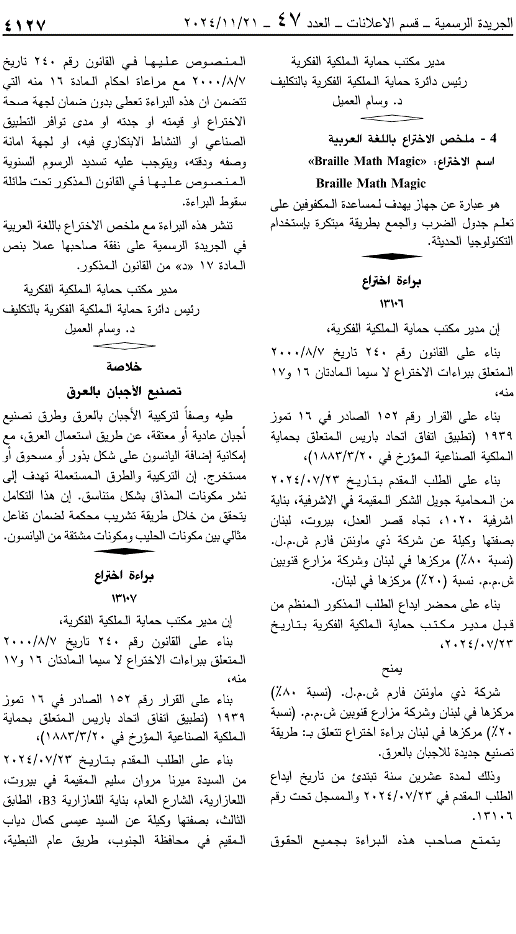 الجريدة الرسمية – قسم الاعلانات – العدد ٤٧ – ٢٠٢٤/١١/٢١
٤١٢٧
مدير مكتب حماية الملكية الفكرية
رئيس دائرة حماية الملكية الفكرية بالتكليف
د. وسام العميل
4 - ملخص الاختراع باللغة العربية
اسم الاختراع: «Braille Math Magic»
Braille Math Magic
هو عبارة عن جهاز يهدف لمساعدة المكفوفين على
تعلم جدول الضرب والجمع بطريقة مبتكرة بإستخدام
التكنولوجيا الحديثة.
براءة اختراع
١٣١٠٦
إن مدير مكتب حماية الملكية الفكرية،
بناء على القانون رقم ٢٤٠ تاريخ ٢٠٠٠/٨/٧
المتعلق ببراءات الاختراع لا سيما المادتان ١٦ و١٧
منه،
بناء على القرار رقم ١٥٢ الصادر في ١٦ تموز
١٩٣٩ (تطبيق اتفاق اتحاد باريس المتعلق بحماية
الملكية الصناعية المؤرخ في ١٨٨٣/٣/٢٠)،
بناء على الطلب المقدم بتاريخ ٢٠٢٤/٠٧/٢٣
من المحامية جويل الشكر المقيمة في الاشرفية، بناية
اشرفية ١٠٢٠، تجاه قصر العدل، بيروت، لبنان
بصفتها وكيلة عن شركة ذي ماونتن فارم ش.م.ل.
(نسبة ٨٠٪) مركزها في لبنان وشركة مزارع قنوبين
ش.م.م. نسبة (٢٠٪) مركزها في لبنان.
بناء على محضر ايداع الطلب المذكور المنظم من
قبل مدير مكتب حماية الملكية الفكرية بتاريخ
٢٠٢٤/٠٧/٢٣،
يمنح
شركة ذي ماونتن فارم ش.م.ل. (نسبة ٨٠٪)
مركزها في لبنان وشركة مزارع قنوبين ش.م.م. (نسبة
٢٠٪) مركزها في لبنان براءة اختراع تتعلق بـ: طريقة
تصنيع جديدة للاجبان بالعرق.
وذلك لمدة عشرين سنة تبتدئ من تاريخ ايداع
الطلب المقدم في ٢٠٢٤/٠٧/٢٣ والمسجل تحت رقم
١٣١٠٦.
يتمتع صاحب هذه البراءة بجميع الحقوق
المنصوص عليها في القانون رقم ٢٤٠ تاريخ
٢٠٠٠/٨/٧ مع مراعاة احكام المادة ١٦ منه التي
تتضمن ان هذه البراءة تعطى بدون ضمان لجهة صحة
الاختراع او قيمته او جدته او مدى توافر التطبيق
الصناعي او النشاط الابتكاري فيه، او لجهة امانة
وصفه ودقته، ويتوجب عليه تسديد الرسوم السنوية
المنصوص عليها في القانون المذكور تحت طائلة
سقوط البراءة.
تنشر هذه البراءة مع ملخص الاختراع باللغة العربية
في الجريدة الرسمية على نفقة صاحبها عملا بنص
المادة ١٧ «د» من القانون المذكور.
مدير مكتب حماية الملكية الفكرية
رئيس دائرة حماية الملكية الفكرية بالتكليف
د. وسام العميل
خلاصة
تصنيع الأجبان بالعرق
طيه وصفاً لتركيبة الأجبان بالعرق وطرق تصنيع
أجبان عادية أو معتقة، عن طريق استعمال العرق، مع
إمكانية إضافة اليانسون على شكل بذور أو مسحوق أو
مستخرج. إن التركيبة والطرق المستعملة تهدف إلى
نشر مكونات المذاق بشكل متناسق. إن هذا التكامل
يتحقق من خلال طريقة تشريب محكمة لضمان تفاعل
مثالي بين مكونات الحليب ومكونات مشتقة من اليانسون.
براءة اختراع
١٣١٠٧
إن مدير مكتب حماية الملكية الفكرية،
بناء على القانون رقم ٢٤٠ تاريخ ٢٠٠٠/٨/٧
المتعلق ببراءات الاختراع لا سيما المادتان ١٦ و١٧
منه،
بناء على القرار رقم ١٥٢ الصادر في ١٦ تموز
١٩٣٩ (تطبيق اتفاق اتحاد باريس المتعلق بحماية
الملكية الصناعية المؤرخ في ١٨٨٣/٣/٢٠)،
بناء على الطلب المقدم بتاريخ ٢٠٢٤/٠٧/٢٣
من السيدة ميرنا مروان سليم المقيمة في بيروت،
اللعازارية، الشارع العام، بناية اللعازارية B3، الطابق
الثالث، بصفتها وكيلة عن السيد عيسى كمال دياب
المقيم في محافظة الجنوب، طريق عام النبطية،